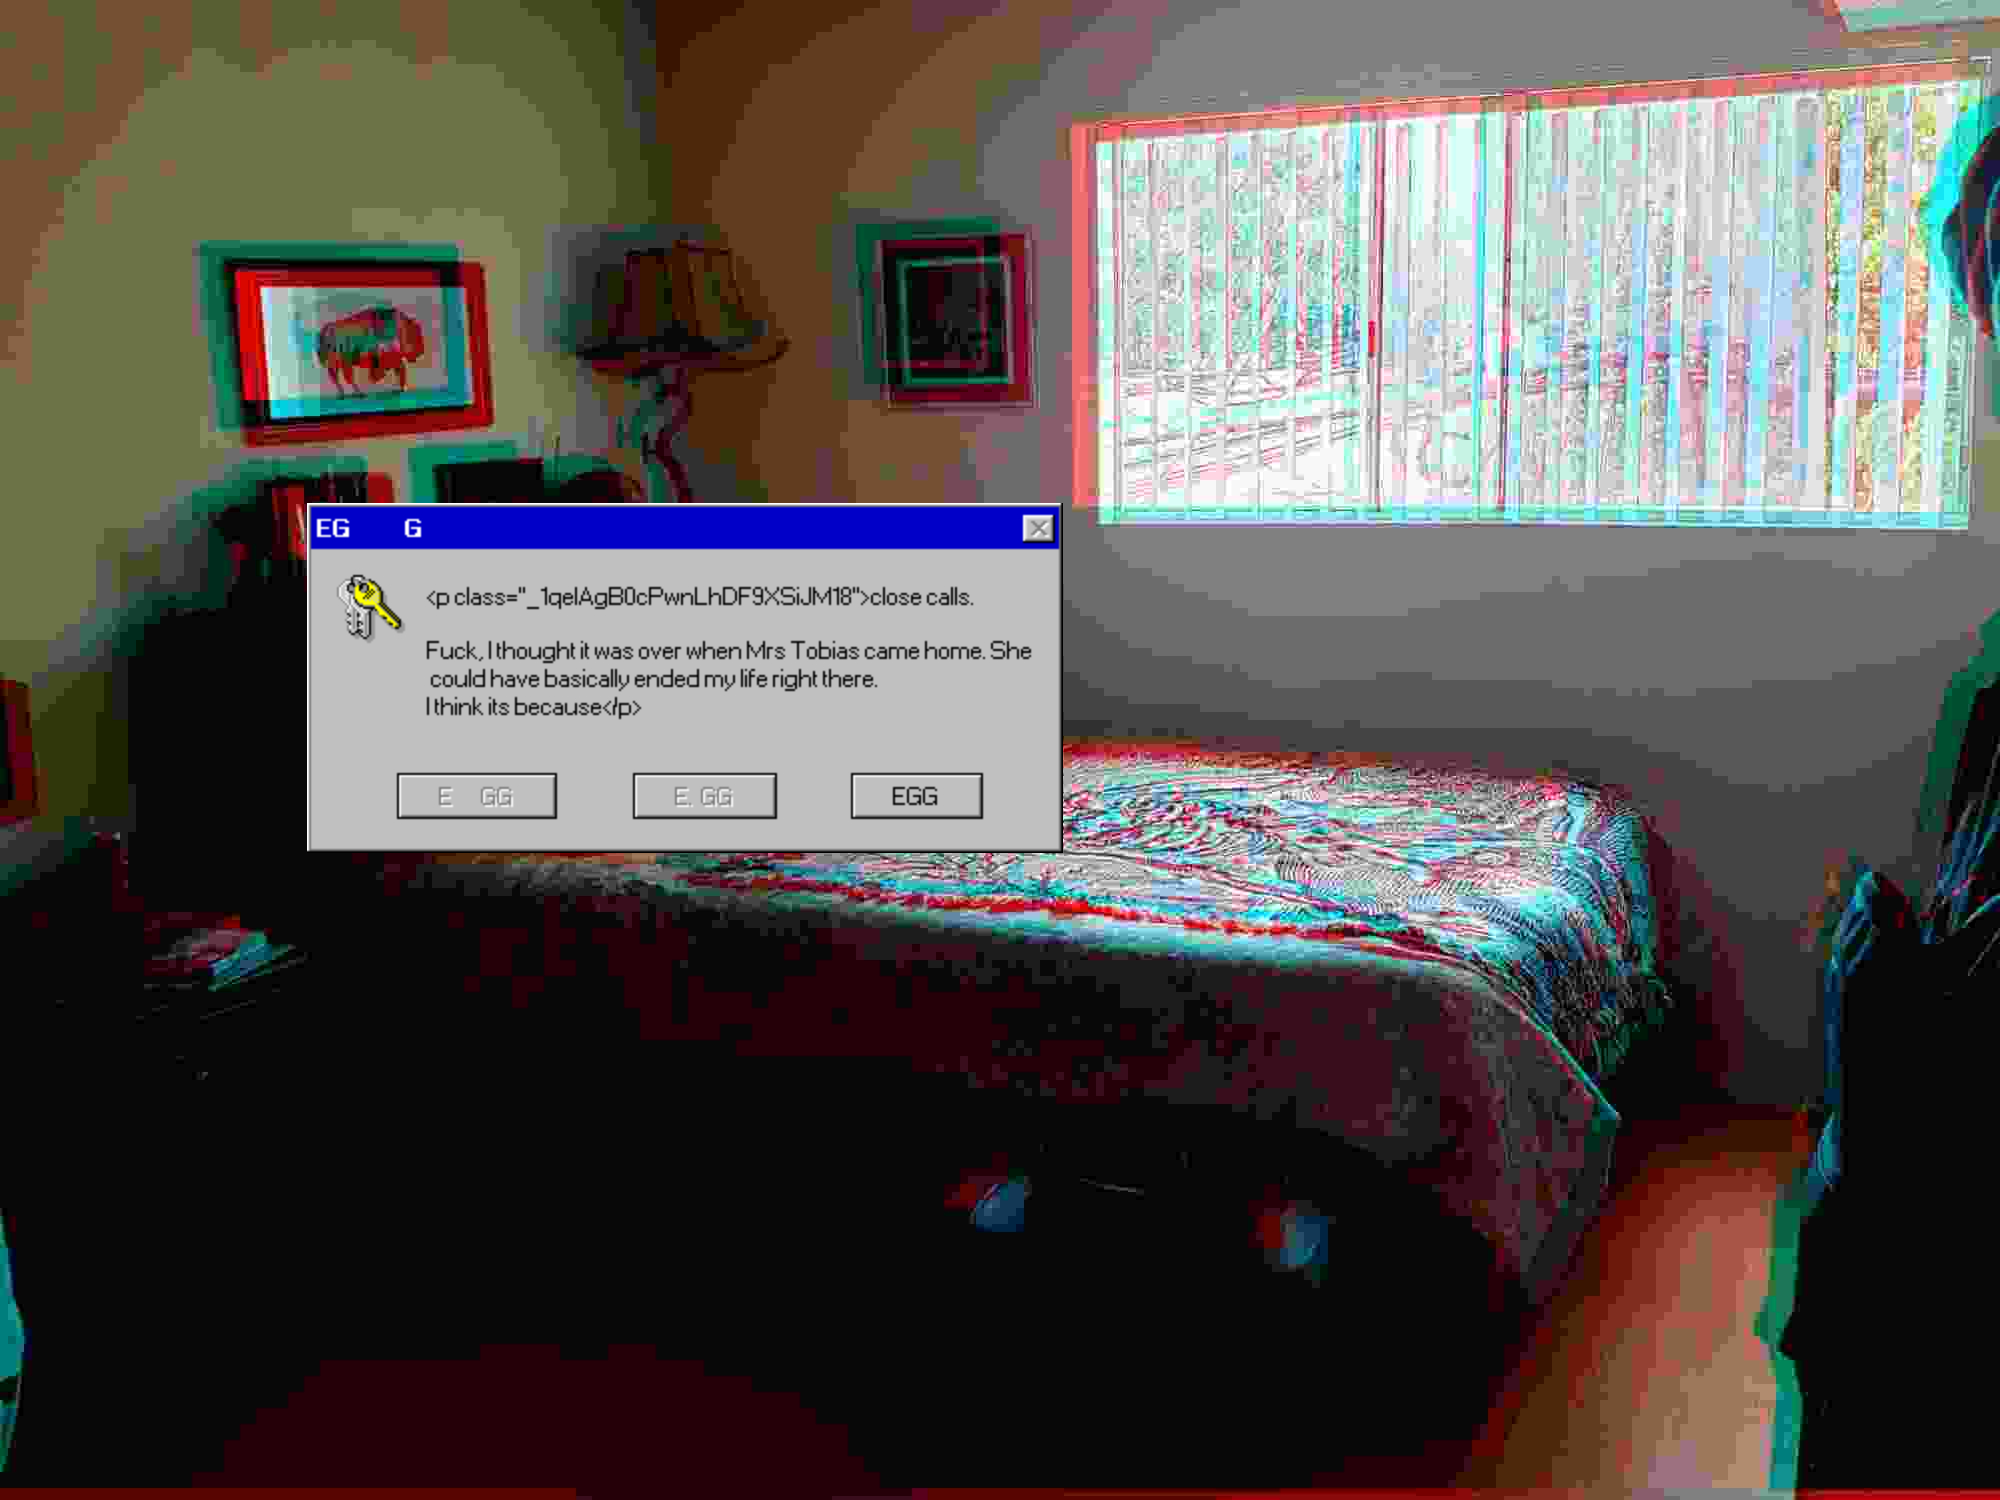 EG G
<p class="_1qeIAgB0cPwnLhDF9XSiJM18">close calls.
Fuck, I thought it was over when Mrs Tobias came home. She
could have basically ended my life right there.
I think its because</p>
E GG
E. GG
EGG